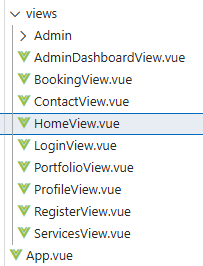 views
Admin
AdminDashboardView.vue
BookingView.vue
ContactView.vue
HomeView.vue
LoginView.vue
PortfolioView.vue
ProfileView.vue
RegisterView.vue
ServicesView.vue
App.vue